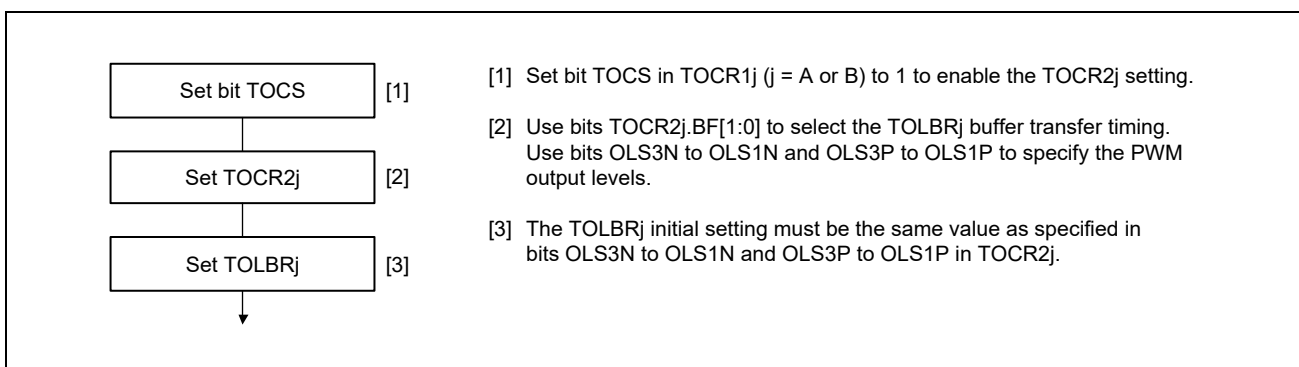 Set bit TOCS [1]
Set TOCR2j [2]
Set TOLBRj [3]
[1] Set bit TOCS in TOCR1j (j = A or B) to 1 to enable the TOCR2j setting.
[2] Use bits TOCR2j.BF[1:0] to select the TOLBRj buffer transfer timing.
Use bits OLS3N to OLS1N and OLS3P to OLS1P to specify the PWM
output levels.
[3] The TOLBRj initial setting must be the same value as specified in
bits OLS3N to OLS1N and OLS3P to OLS1P in TOCR2j.